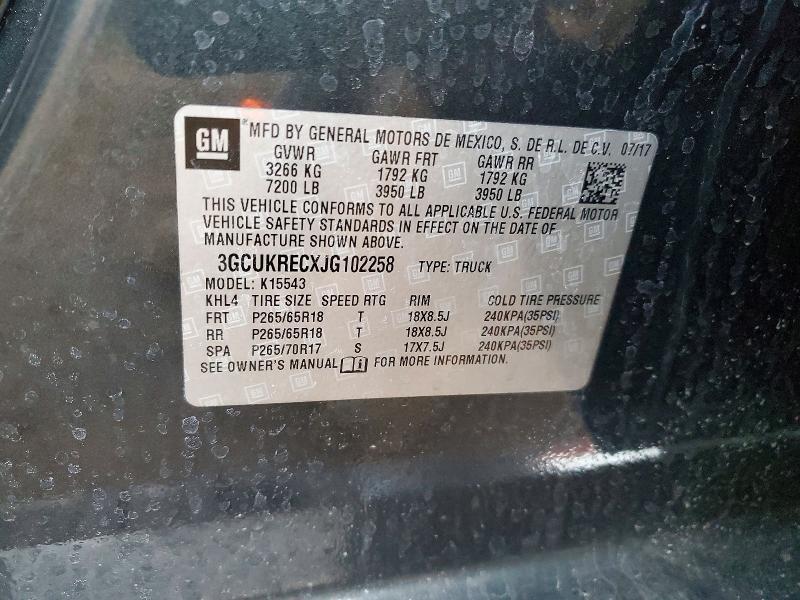 GM ® MFD BY GENERAL MOTORS DE MEXICO, S. DE R.L. DE C.V. 07/17
GVWR GAWR FRT GAWR RR
3266 KG 1792 KG 1792 KG
7200 LB 3950 LB 3950 LB
THIS VEHICLE CONFORMS TO ALL APPLICABLE U.S. FEDERAL MOTOR
VEHICLE SAFETY STANDARDS IN EFFECT ON THE DATE OF
MANUFACTURE SHOWN ABOVE.
3GCUKRECXJG102258 TYPE: TRUCK
MODEL: K15543
KHL4 TIRE SIZE SPEED RTG RIM COLD TIRE PRESSURE
FRT P265/65R18 T 18X8.5J 240KPA(35PSI)
RR P265/65R18 T 18X8.5J 240KPA(35PSI)
SPA P265/70R17 S 17X7.5J 240KPA(35PSI)
SEE OWNER'S MANUAL FOR MORE INFORMATION.